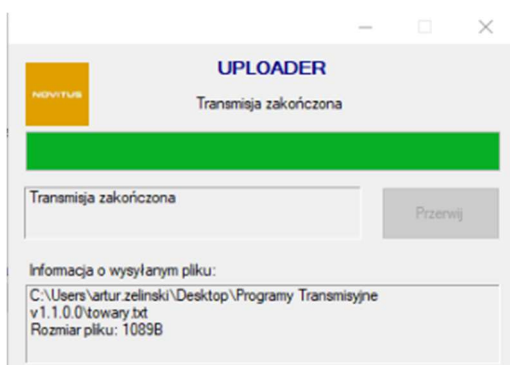 UPLOADER
NOVITUS
Transmisja zakończona
Transmisja zakończona
Przerwij
Informacja o wysyłanym pliku:
C:\Users\artur.zelinski\Desktop\Programy Transmisyjne
v1.1.0.0\towary.txt
Rozmiar pliku: 1089B